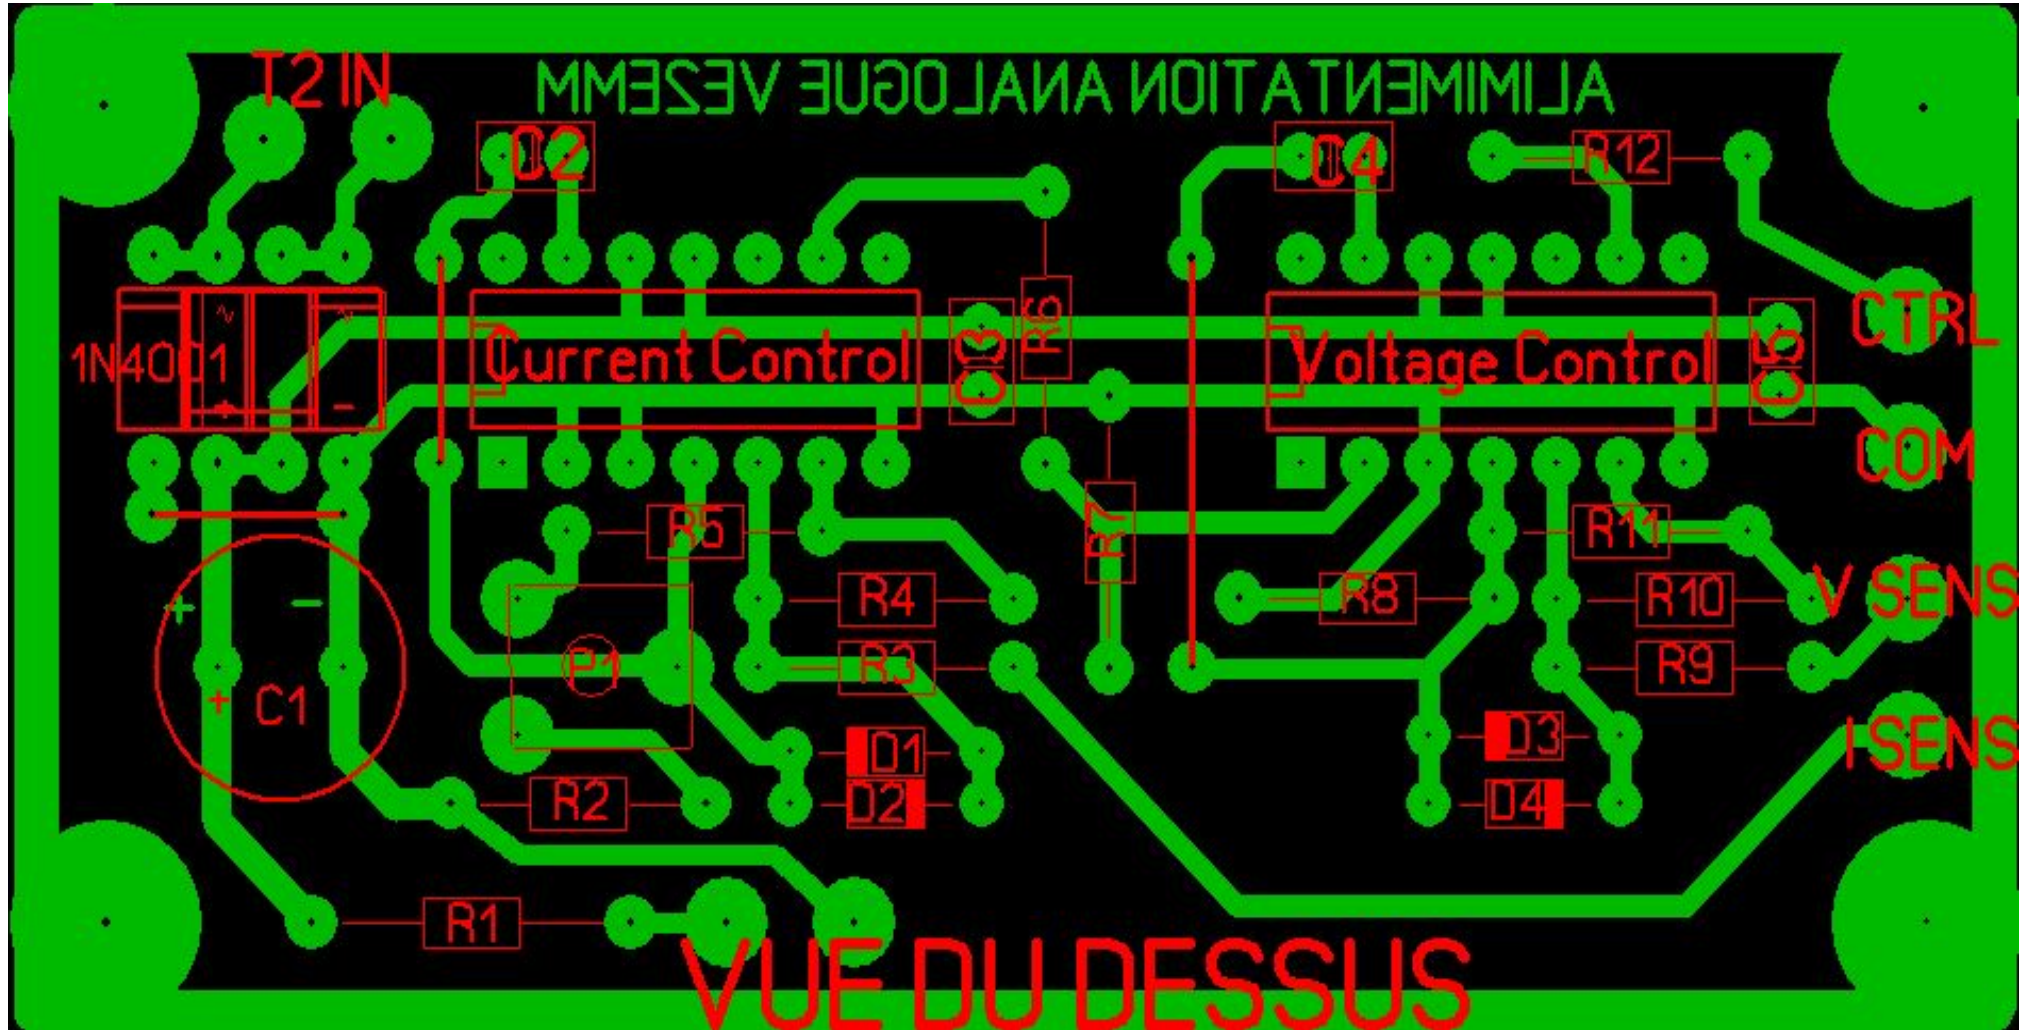 T2 IN
ALIMIMENTATION ANALOGUE VE2EMM
C2
C4
R12
CTRL
R6
1N4001
Current Control
C3
Voltage Control
C5
+
-
COM
R5
R7
R11
+
-
R4
R8
R10
V SENS
P1
R3
R9
+
C1
D1
D3
I SENS
R2
D2
D4
R1
VUE DU DESSUS